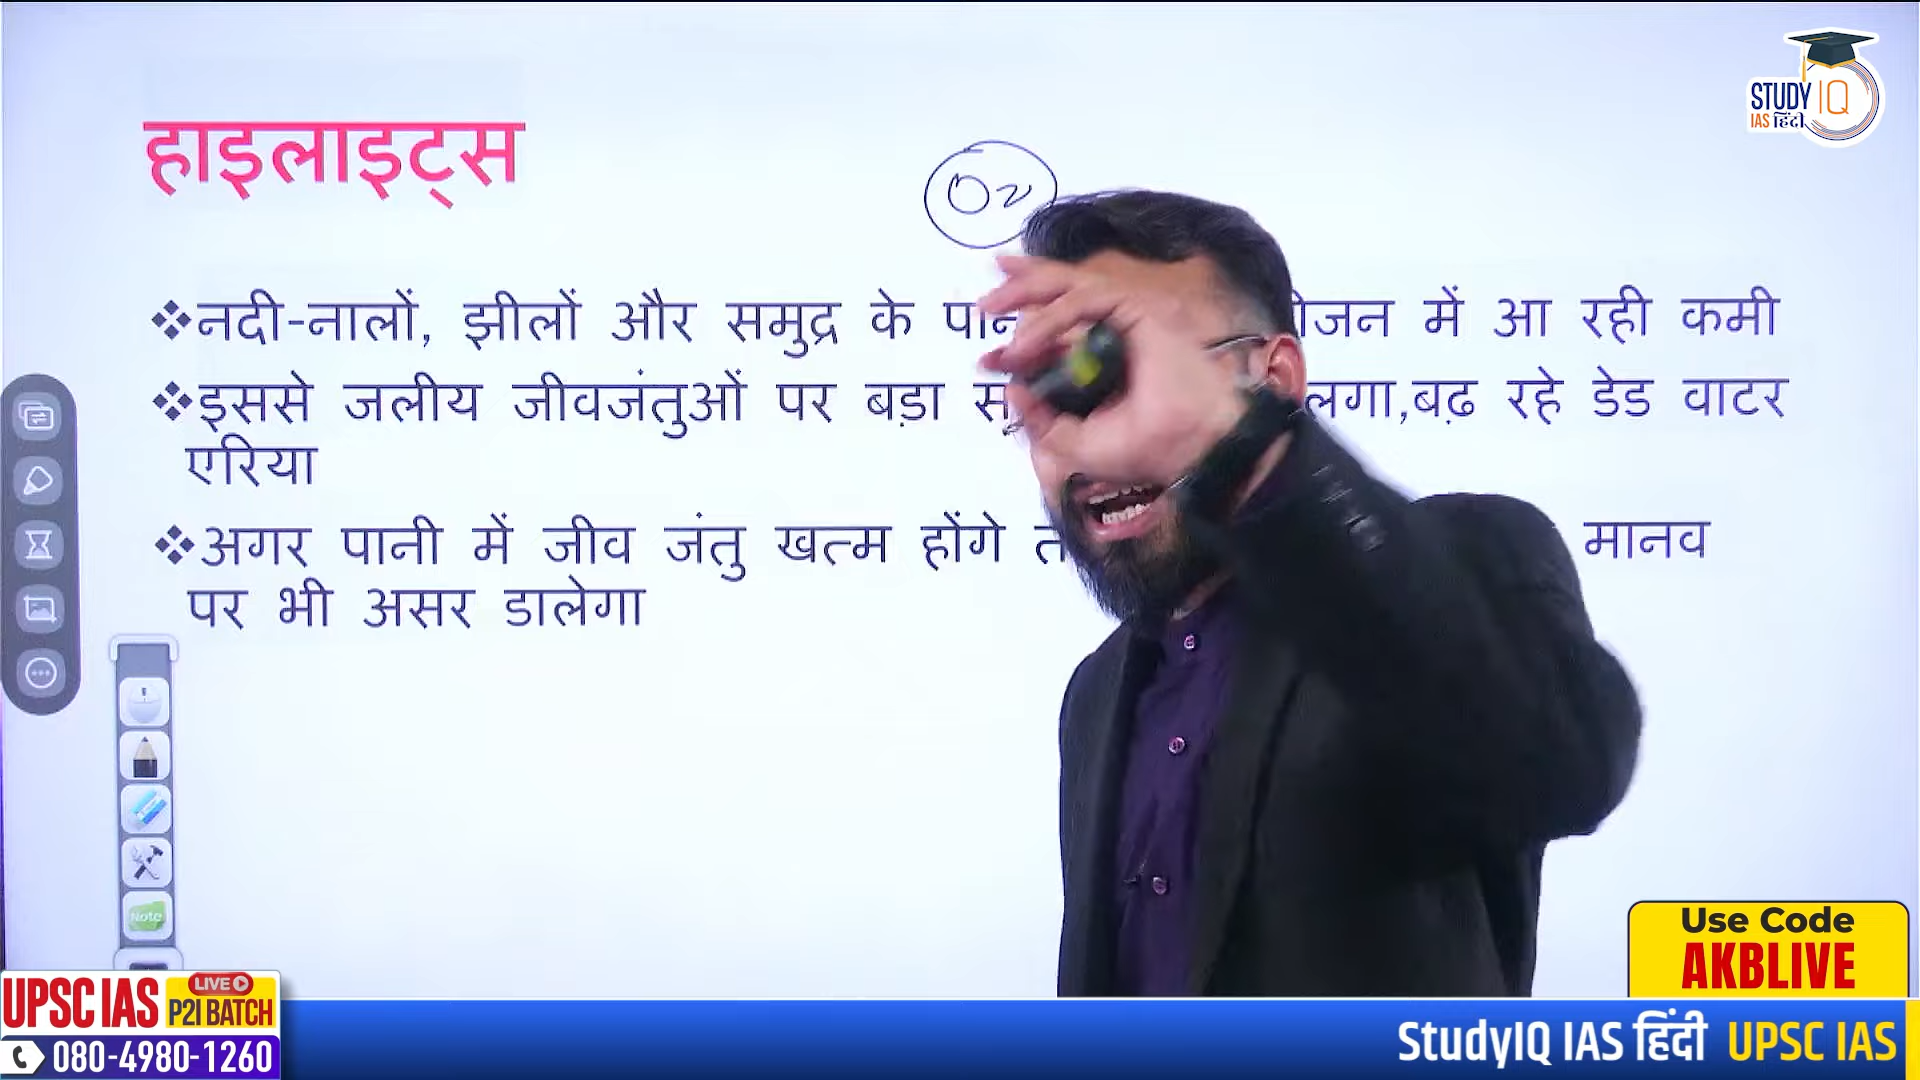 STUDY IQ
IAS हिंदी
हाइलाइट्स
O2
❖नदी-नालों, झीलों और समुद्र के में आ रही कमी
❖इससे जलीय जीवजंतुओं पर बड़ा लगा,बढ़ रहे डेड वाटर
एरिया
❖अगर पानी में जीव जंतु खत्म होंगे मानव
पर भी असर डालेगा
Note
Use Code
AKBLIVE
UPSC IAS LIVE
P2I BATCH
080-4980-1260
StudyIQ IAS हिंदी UPSC IAS